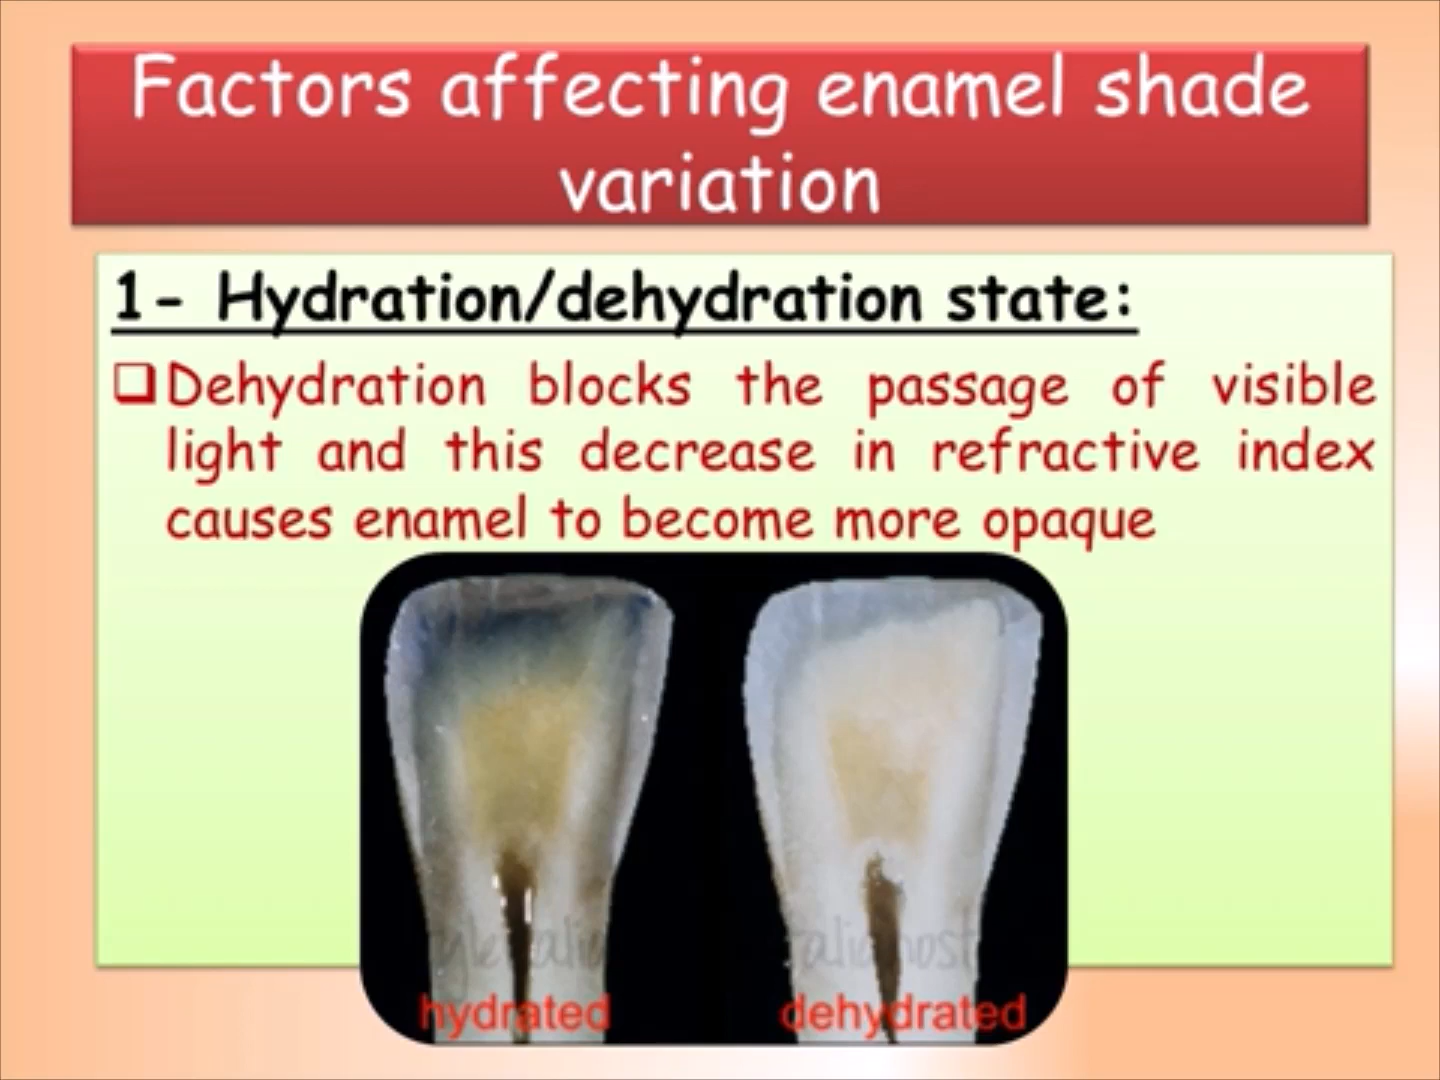 Factors affecting enamel shade
variation
1- Hydration/dehydration state:
Dehydration blocks the passage of visible
light and this decrease in refractive index
causes enamel to become more opaque
hydrated
dehydrated